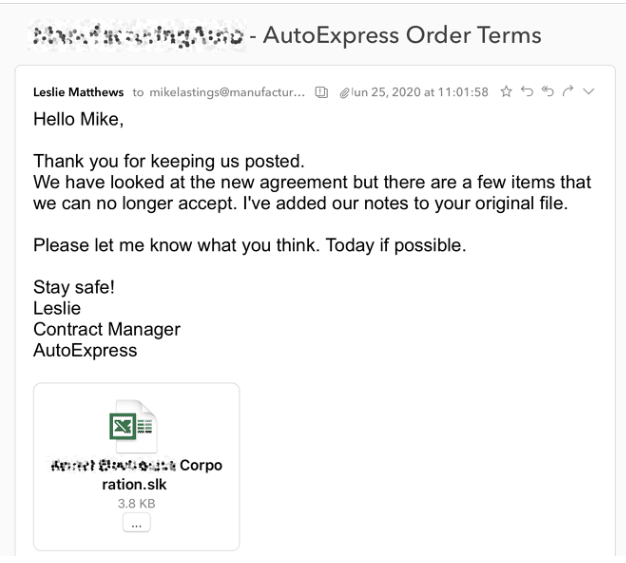 - AutoExpress Order Terms
Leslie Matthews to mikelastings@manufactur... Jun 25, 2020 at 11:01:58
Hello Mike,
Thank you for keeping us posted.
We have looked at the new agreement but there are a few items that
we can no longer accept. I've added our notes to your original file.
Please let me know what you think. Today if possible.
Stay safe!
Leslie
Contract Manager
AutoExpress
Corpo
ration.slk
3.8 KB
...